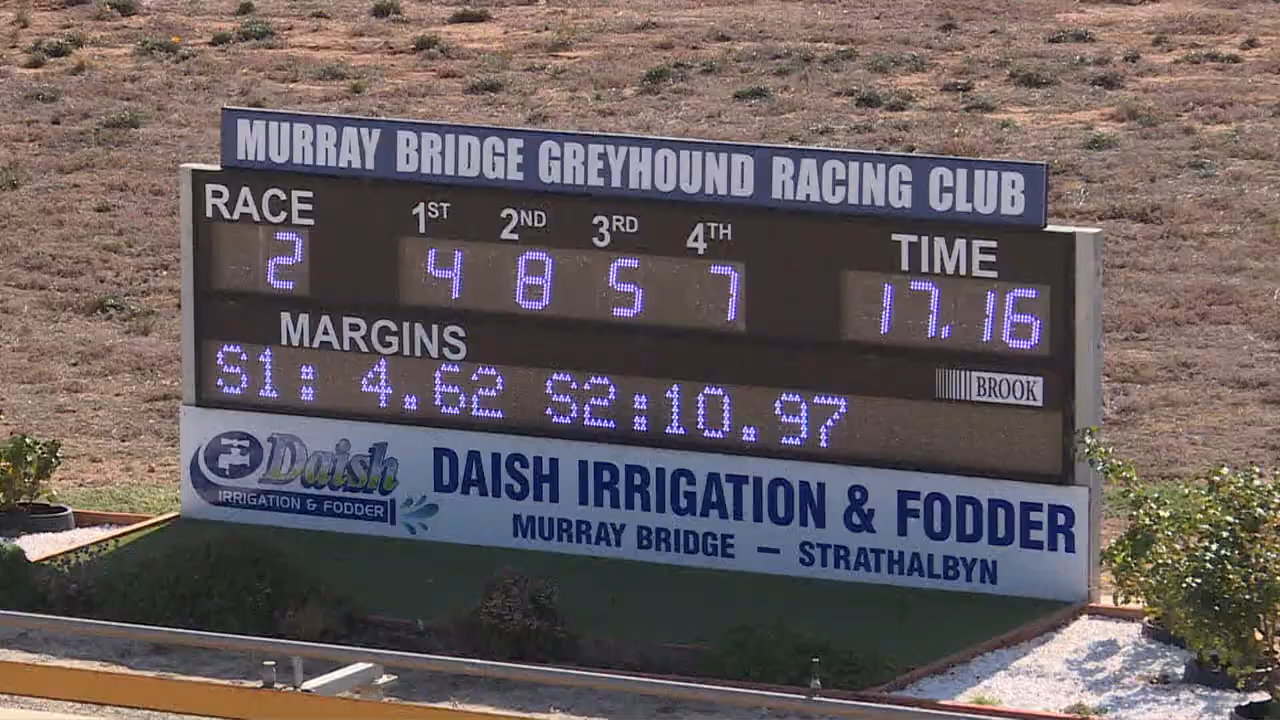 MURRAY BRIDGE GREYHOUND RACING CLUB
RACE 1ST 2ND 3RD 4TH TIME
2 4 8 5 7 17.16
MARGINS
S1: 4.62 S2:10.97
BROOK
Daish
IRRIGATION & FODDER
DAISH IRRIGATION & FODDER
MURRAY BRIDGE – STRATHALBYN